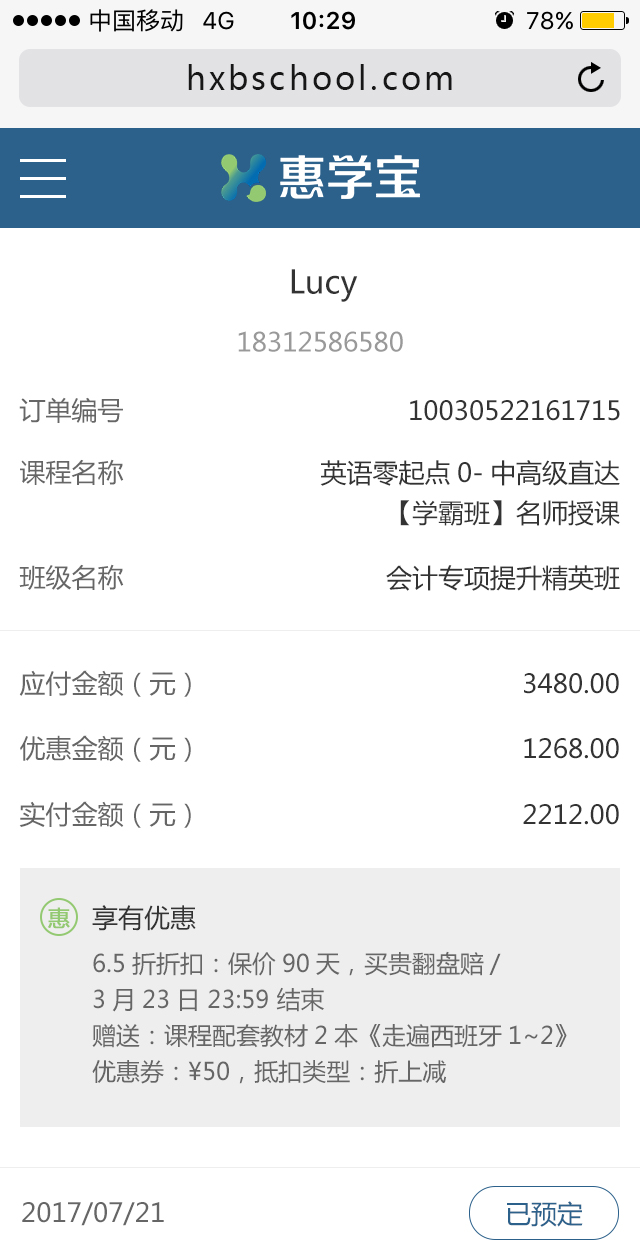 中国移动 4G 10:29 78%
hxbschool.com
惠学宝
Lucy
18312586580
订单编号 10030522161715
课程名称 英语零起点 0- 中高级直达
【学霸班】名师授课
班级名称 会计专项提升精英班
应付金额（元） 3480.00
优惠金额（元） 1268.00
实付金额（元） 2212.00
惠 享有优惠
6.5 折折扣：保价 90 天，买贵翻盘赔 /
3 月 23 日 23:59 结束
赠送：课程配套教材 2 本《走遍西班牙 1~2》
优惠券：¥50，抵扣类型：折上减
2017/07/21 已预定